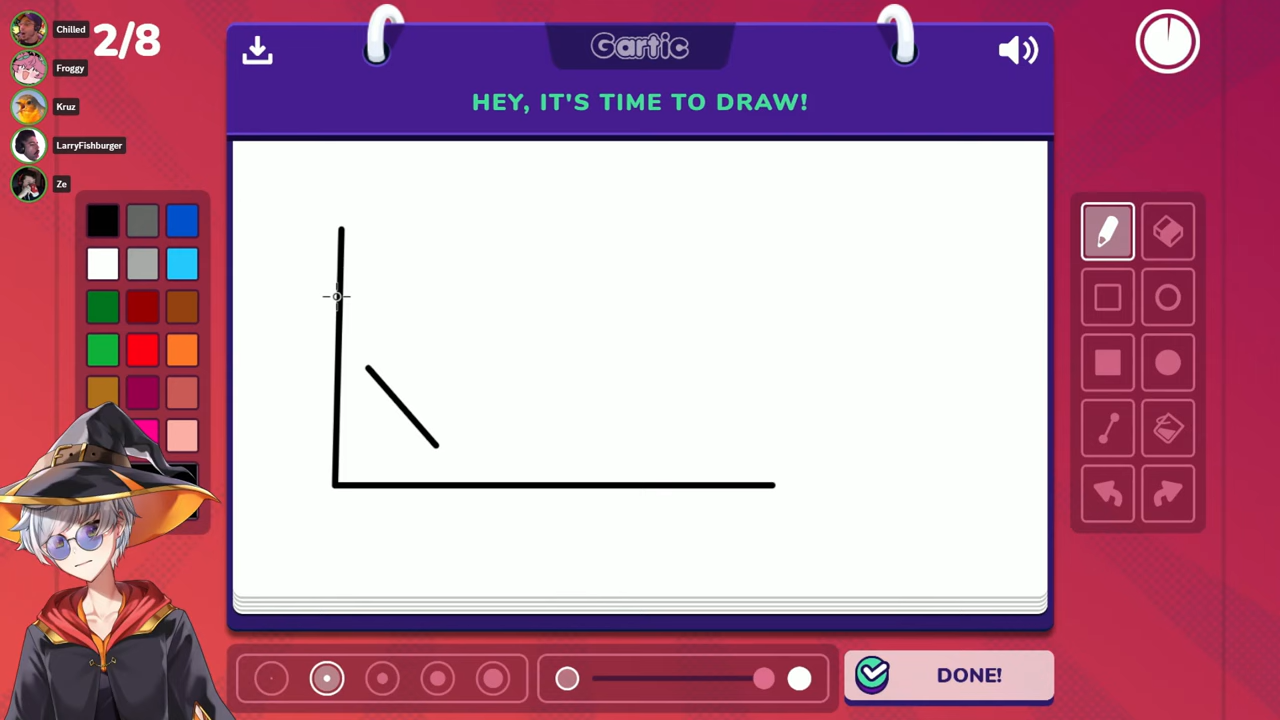 Chilled
2/8
Froggy
Kruz
LarryFishburger
Ze
Gartic
HEY, IT'S TIME TO DRAW!
DONE!